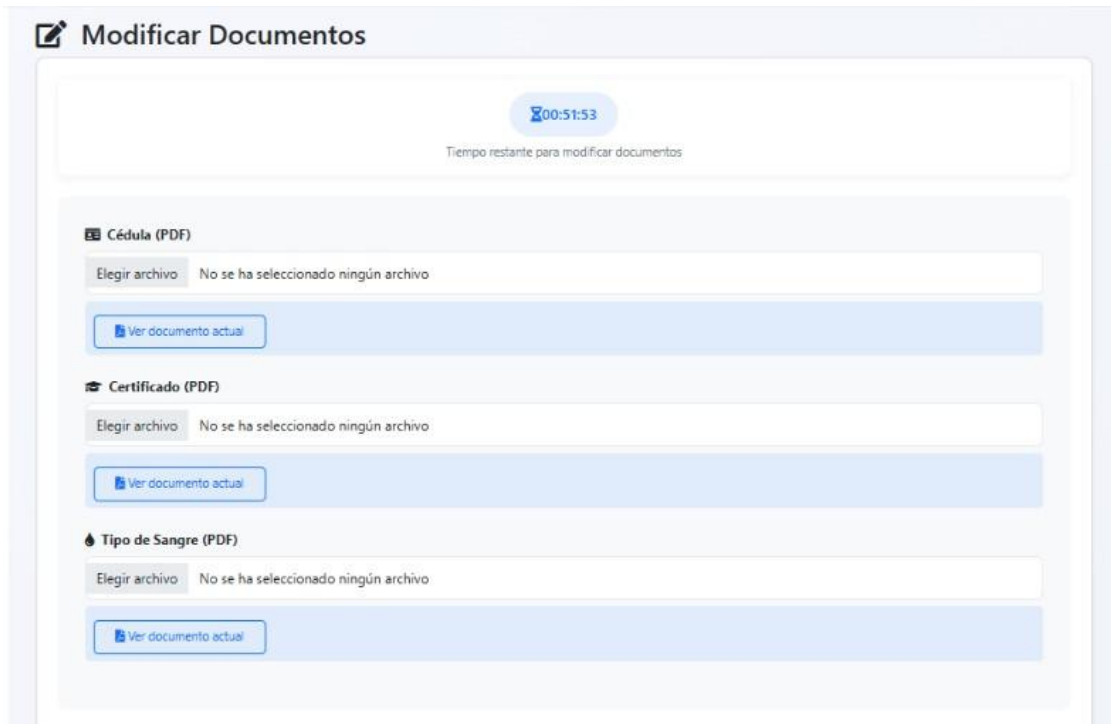 Modificar Documentos
00:51:53
Tiempo restante para modificar documentos
Cédula (PDF)
Elegir archivo No se ha seleccionado ningún archivo
Ver documento actual
Certificado (PDF)
Elegir archivo No se ha seleccionado ningún archivo
Ver documento actual
Tipo de Sangre (PDF)
Elegir archivo No se ha seleccionado ningún archivo
Ver documento actual